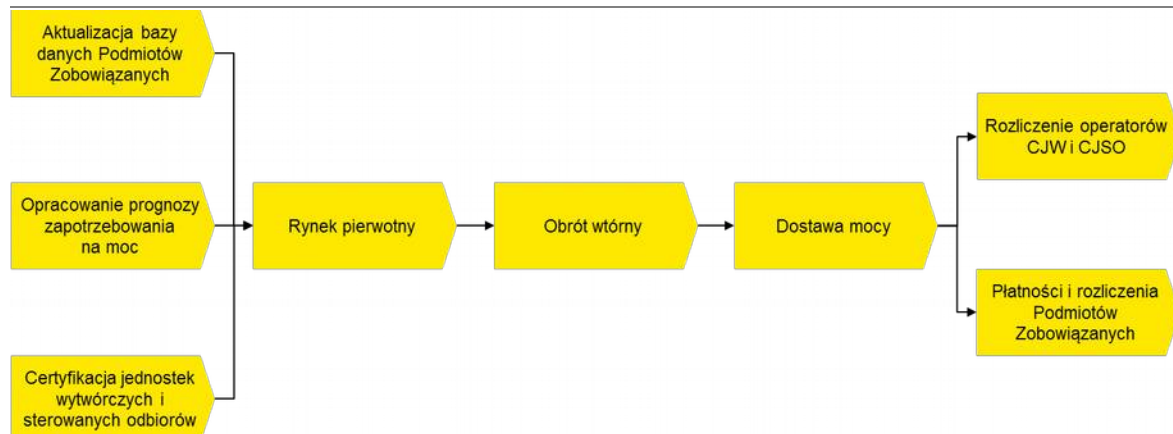 Aktualizacja bazy
danych Podmiotów
Zobowiązanych
Opracowanie prognozy
zapotrzebowania
na moc
Certyfikacja jednostek
wytwórczych i
sterowanych odbiorów
Rynek pierwotny
Obrót wtórny
Dostawa mocy
Rozliczenie operatorów
CJW i CJSO
Płatności i rozliczenia
Podmiotów
Zobowiązanych